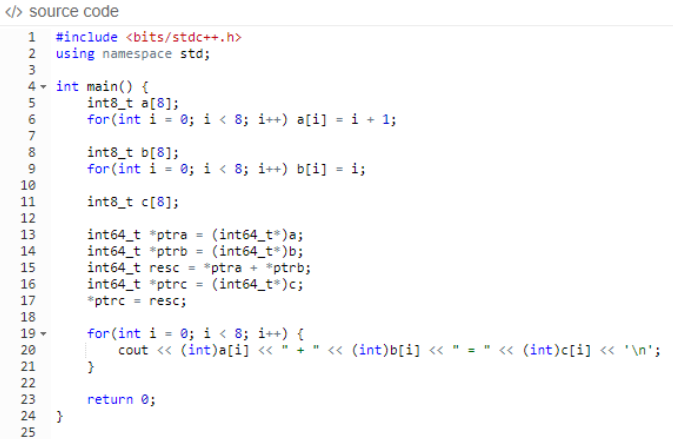 </> source code
1 #include <bits/stdc++.h>
2 using namespace std;
3
4 int main() {
5     int8_t a[8];
6     for(int i = 0; i < 8; i++) a[i] = i + 1;
7
8     int8_t b[8];
9     for(int i = 0; i < 8; i++) b[i] = i;
10
11     int8_t c[8];
12
13     int64_t *ptra = (int64_t*)a;
14     int64_t *ptrb = (int64_t*)b;
15     int64_t resc = *ptra + *ptrb;
16     int64_t *ptrc = (int64_t*)c;
17     *ptrc = resc;
18
19     for(int i = 0; i < 8; i++) {
20         cout << (int)a[i] << " + " << (int)b[i] << " = " << (int)c[i] << '\n';
21     }
22
23     return 0;
24 }
25